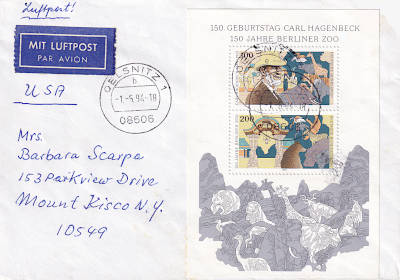 Luftpost!
MIT LUFTPOST
PAR AVION
USA
OELSNITZ 1
b
-1.-5.94-18
08606
Mrs.
Barbara Scarpa
153 Parkview Drive
Mount Kisco N.Y.
10549
150. GEBURTSTAG CARL HAGENBECK
150 JAHRE BERLINER ZOO
OELSNITZ
100
200